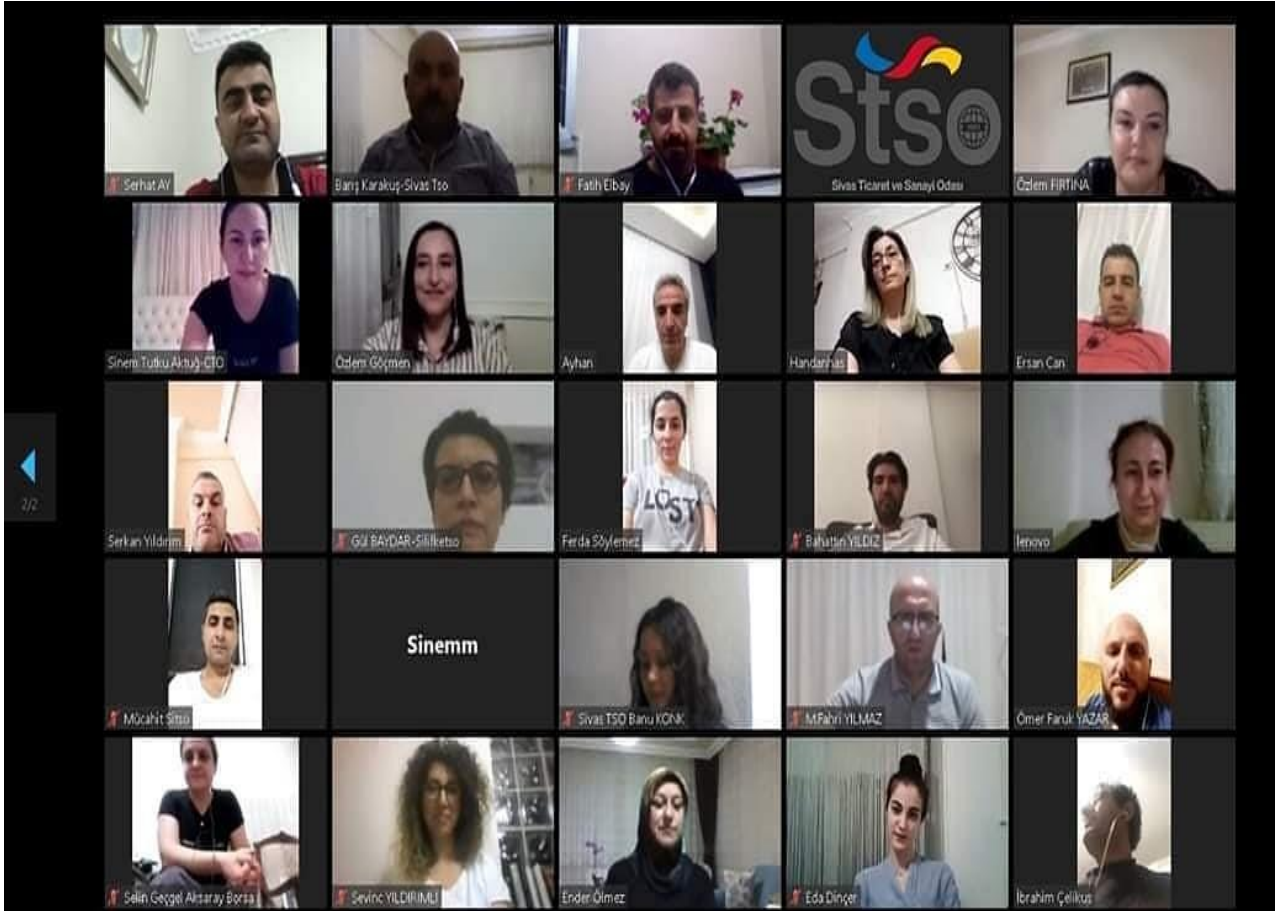 Serhat AY
Barış Karakuş-Sivas Tso
Fatih Elbay
Stso
Sivas Ticaret ve Sanayi Odası
Özlem FIRTINA
Sinem Tutku Aktuğ-CTO
Özlem Göçmen
Ayhan
Handanhas
Ersan Can
Serkan Yıldırım
Gül BAYDAR-Silifketso
LOST
Ferda Söylemez
Bahattin YILDIZ
lenovo
2/2
Mücahit Sitso
Sinemm
Sivas TSO Banu KONK
M.Fahri YILMAZ
Ömer Faruk YAZAR
Selin Geçgel Aksaray Borsa
Sevinc YILDIRIMLI
Ender Ölmez
Eda Dinçer
İbrahim Çelikus